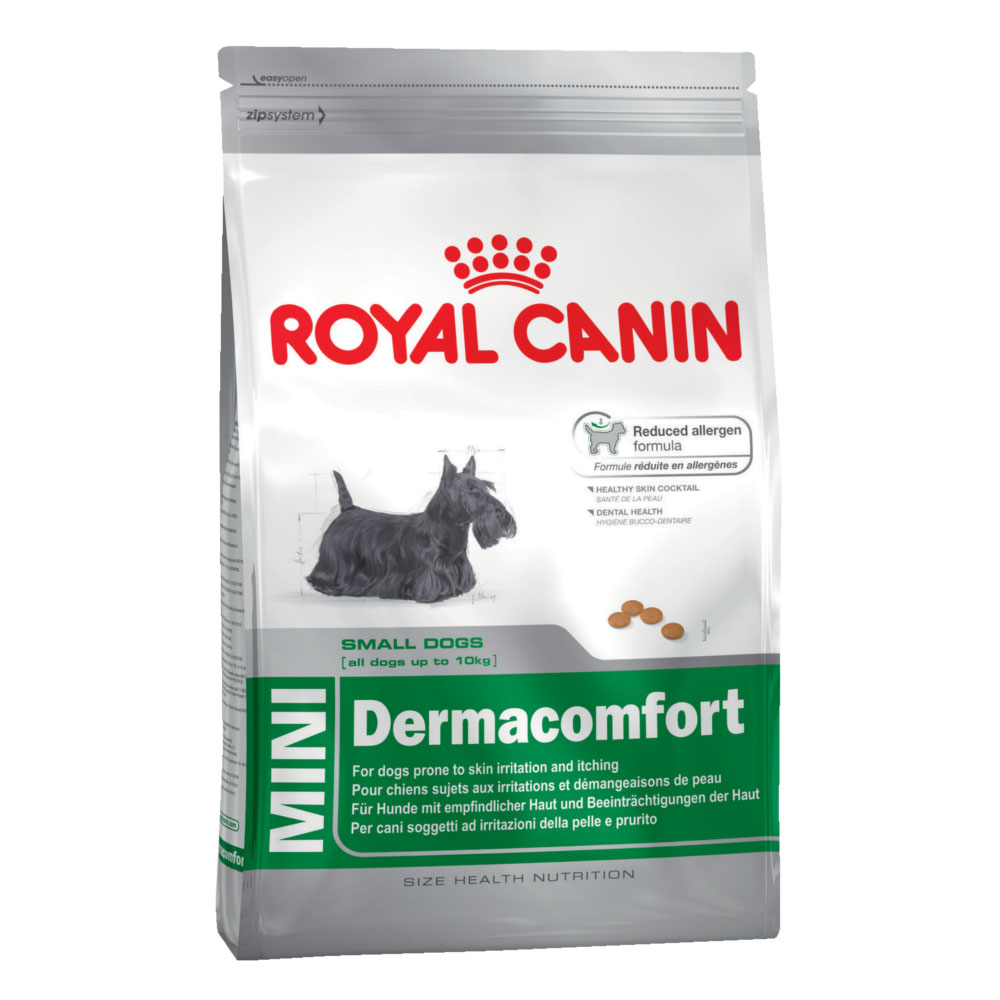 easyopen
zipsystem
ROYAL CANIN
Reduced allergen
formula
Formule réduite en allergènes
HEALTHY SKIN COCKTAIL
SANTÉ DE LA PEAU
DENTAL HEALTH
HYGIÈNE BUCCO-DENTAIRE
SMALL DOGS
[all dogs up to 10kg]
MINI
Dermacomfort
For dogs prone to skin irritation and itching
Pour chiens sujets aux irritations et démangeaisons de peau
Für Hunde mit empfindlicher Haut und Beeinträchtigungen der Haut
Per cani soggetti ad irritazioni della pelle e prurito
SIZE HEALTH NUTRITION